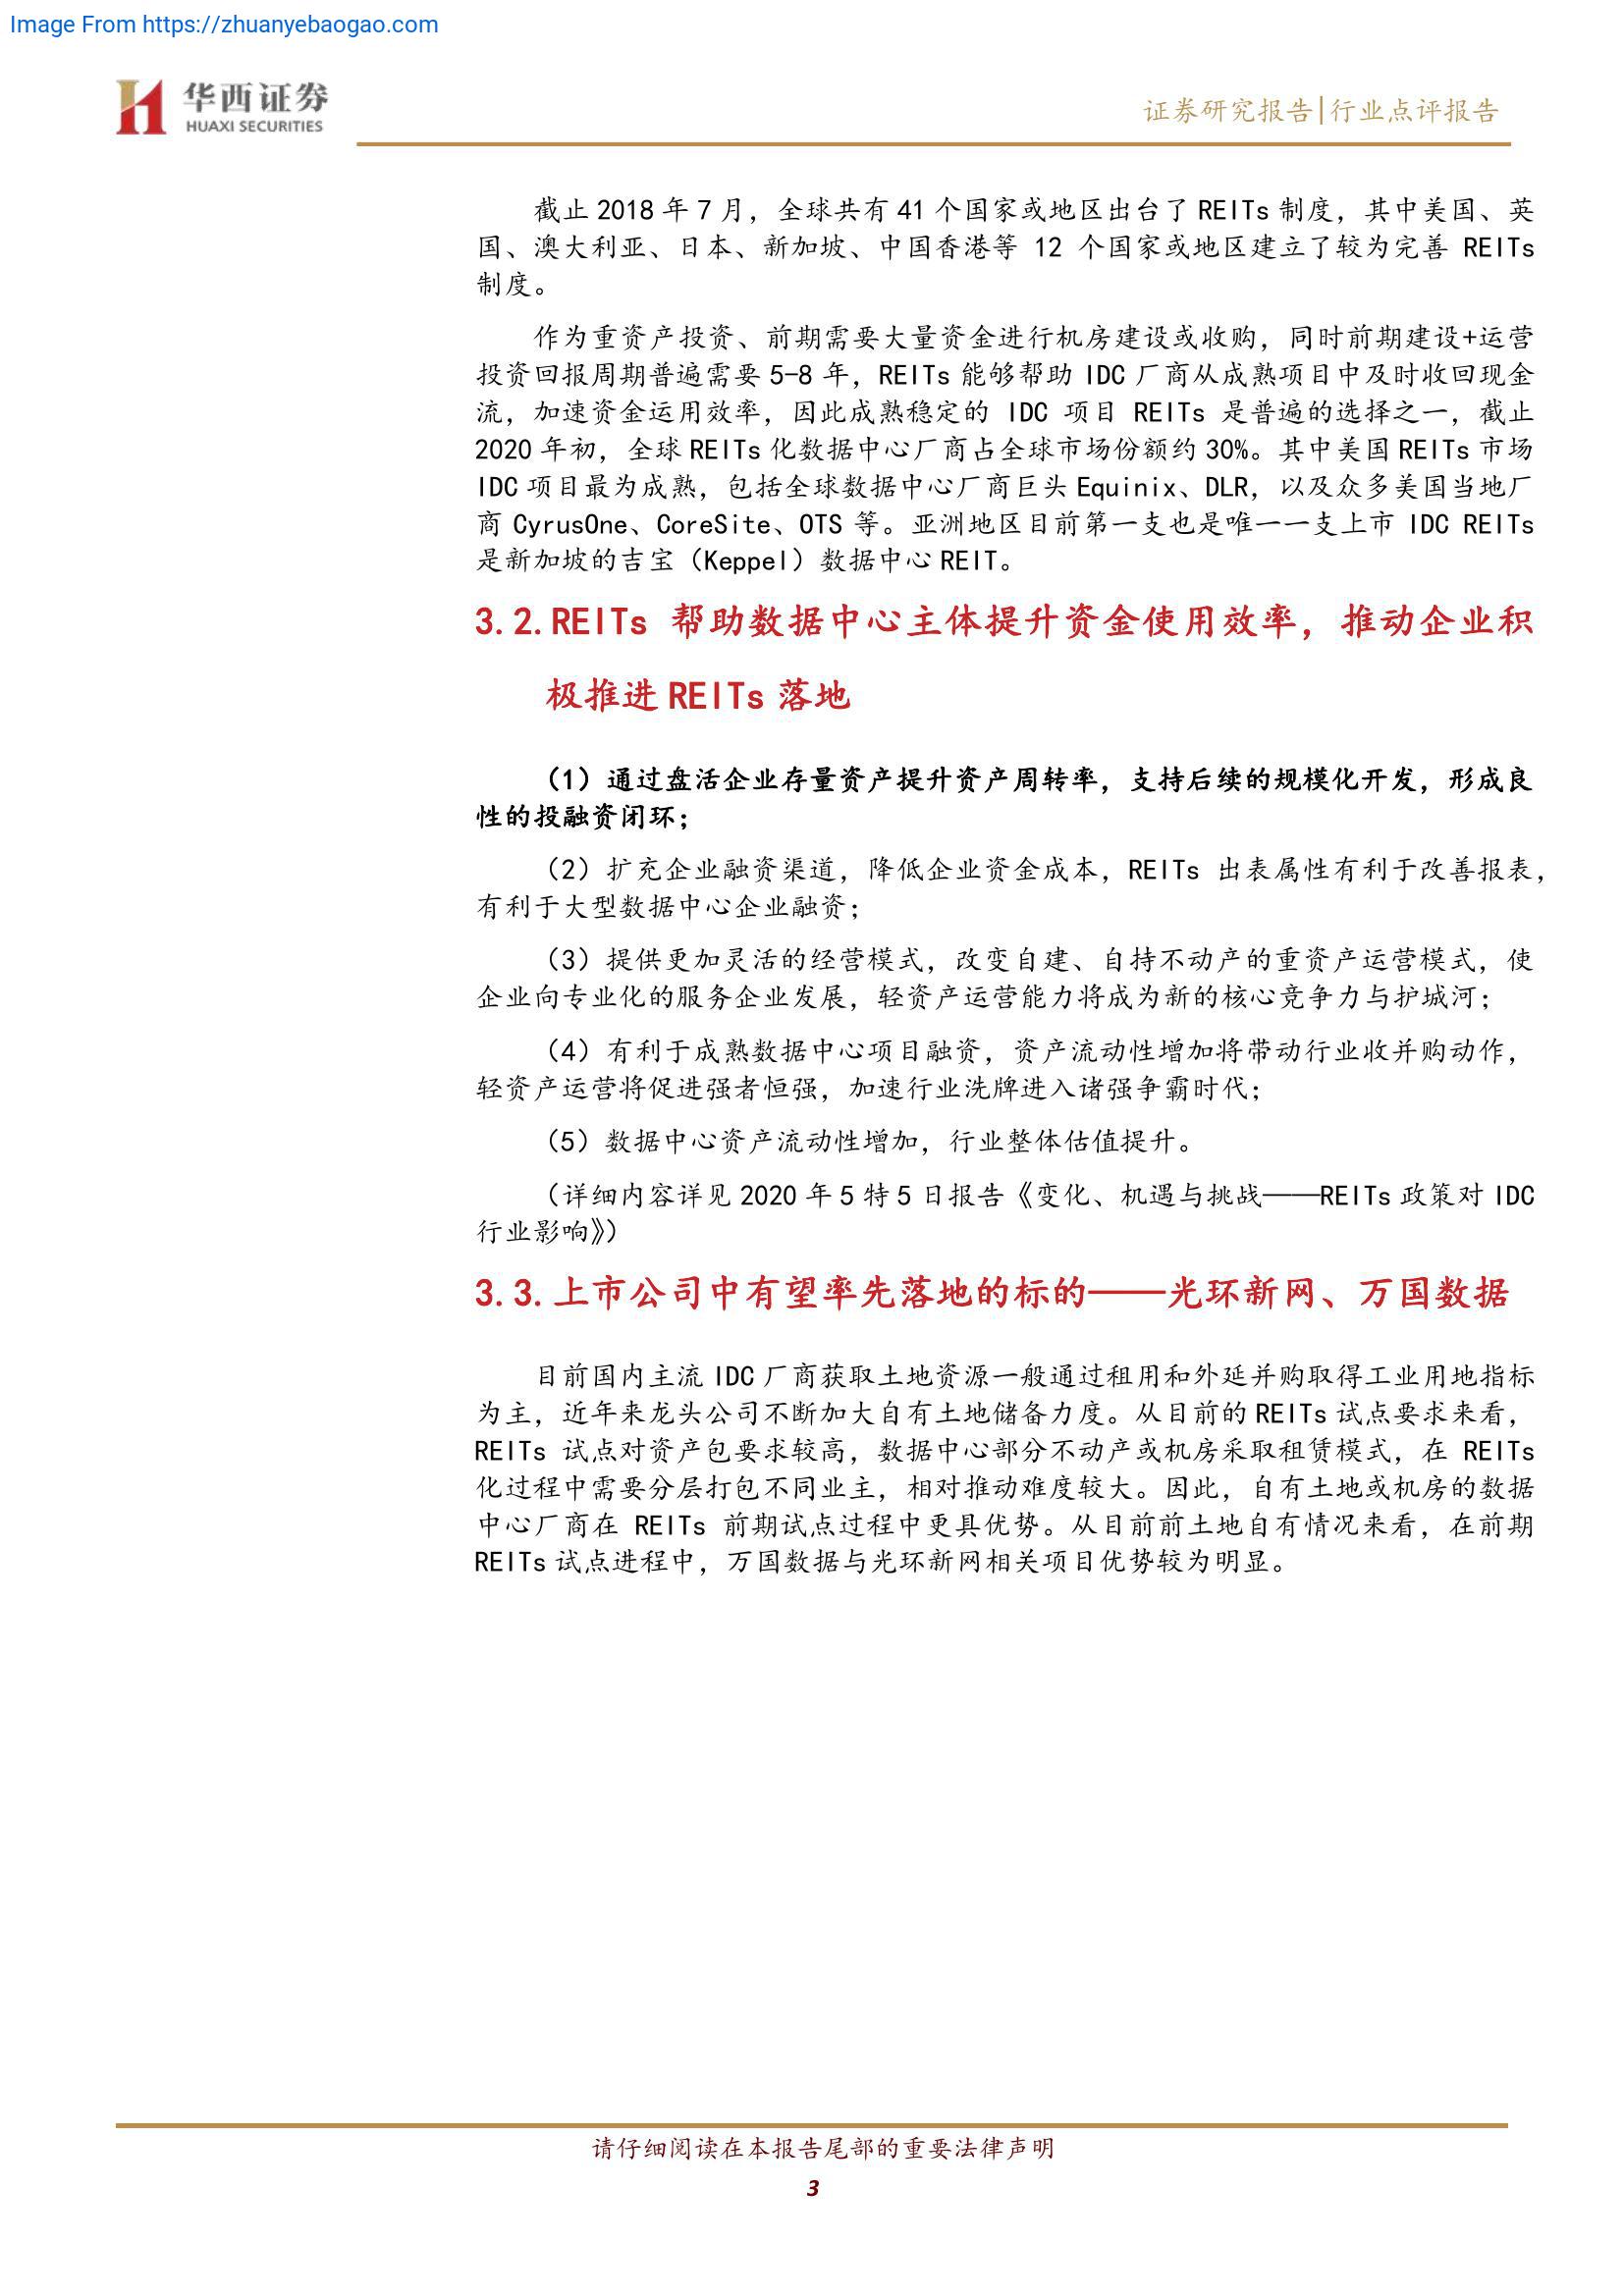 Image From https://zhuanyebaogao.com
华西证券
HUAXI SECURITIES
证券研究报告|行业点评报告
截止 2018 年 7 月，全球共有 41 个国家或地区出台了 REITs 制度，其中美国、英
国、澳大利亚、日本、新加坡、中国香港等 12 个国家或地区建立了较为完善 REITs
制度。
作为重资产投资、前期需要大量资金进行机房建设或收购，同时前期建设+运营
投资回报周期普遍需要 5-8 年，REITs 能够帮助 IDC 厂商从成熟项目中及时收回现金
流，加速资金运用效率，因此成熟稳定的 IDC 项目 REITs 是普遍的选择之一，截止
2020 年初，全球 REITs 化数据中心厂商占全球市场份额约 30%。其中美国 REITs 市场
IDC 项目最为成熟，包括全球数据中心厂商巨头 Equinix、DLR，以及众多美国当地厂
商 CyrusOne、CoreSite、OTS 等。亚洲地区目前第一支也是唯一一支上市 IDC REITs
是新加坡的吉宝（Keppel）数据中心 REIT。
3.2.REITs 帮助数据中心主体提升资金使用效率，推动企业积
极推进 REITs 落地
（1）通过盘活企业存量资产提升资产周转率，支持后续的规模化开发，形成良
性的投融资闭环；
（2）扩充企业融资渠道，降低企业资金成本，REITs 出表属性有利于改善报表，
有利于大型数据中心企业融资；
（3）提供更加灵活的经营模式，改变自建、自持不动产的重资产运营模式，使
企业向专业化的服务企业发展，轻资产运营能力将成为新的核心竞争力与护城河；
（4）有利于成熟数据中心项目融资，资产流动性增加将带动行业收并购动作，
轻资产运营将促进强者恒强，加速行业洗牌进入诸强争霸时代；
（5）数据中心资产流动性增加，行业整体估值提升。
（详细内容详见 2020 年 5 特 5 日报告《变化、机遇与挑战——REITs 政策对 IDC
行业影响》）
3.3.上市公司中有望率先落地的标的——光环新网、万国数据
目前国内主流 IDC 厂商获取土地资源一般通过租用和外延并购取得工业用地指标
为主，近年来龙头公司不断加大自有土地储备力度。从目前的 REITs 试点要求来看，
REITs 试点对资产包要求较高，数据中心部分不动产或机房采取租赁模式，在 REITs
化过程中需要分层打包不同业主，相对推动难度较大。因此，自有土地或机房的数据
中心厂商在 REITs 前期试点过程中更具优势。从目前前土地自有情况来看，在前期
REITs 试点进程中，万国数据与光环新网相关项目优势较为明显。
请仔细阅读在本报告尾部的重要法律声明
3